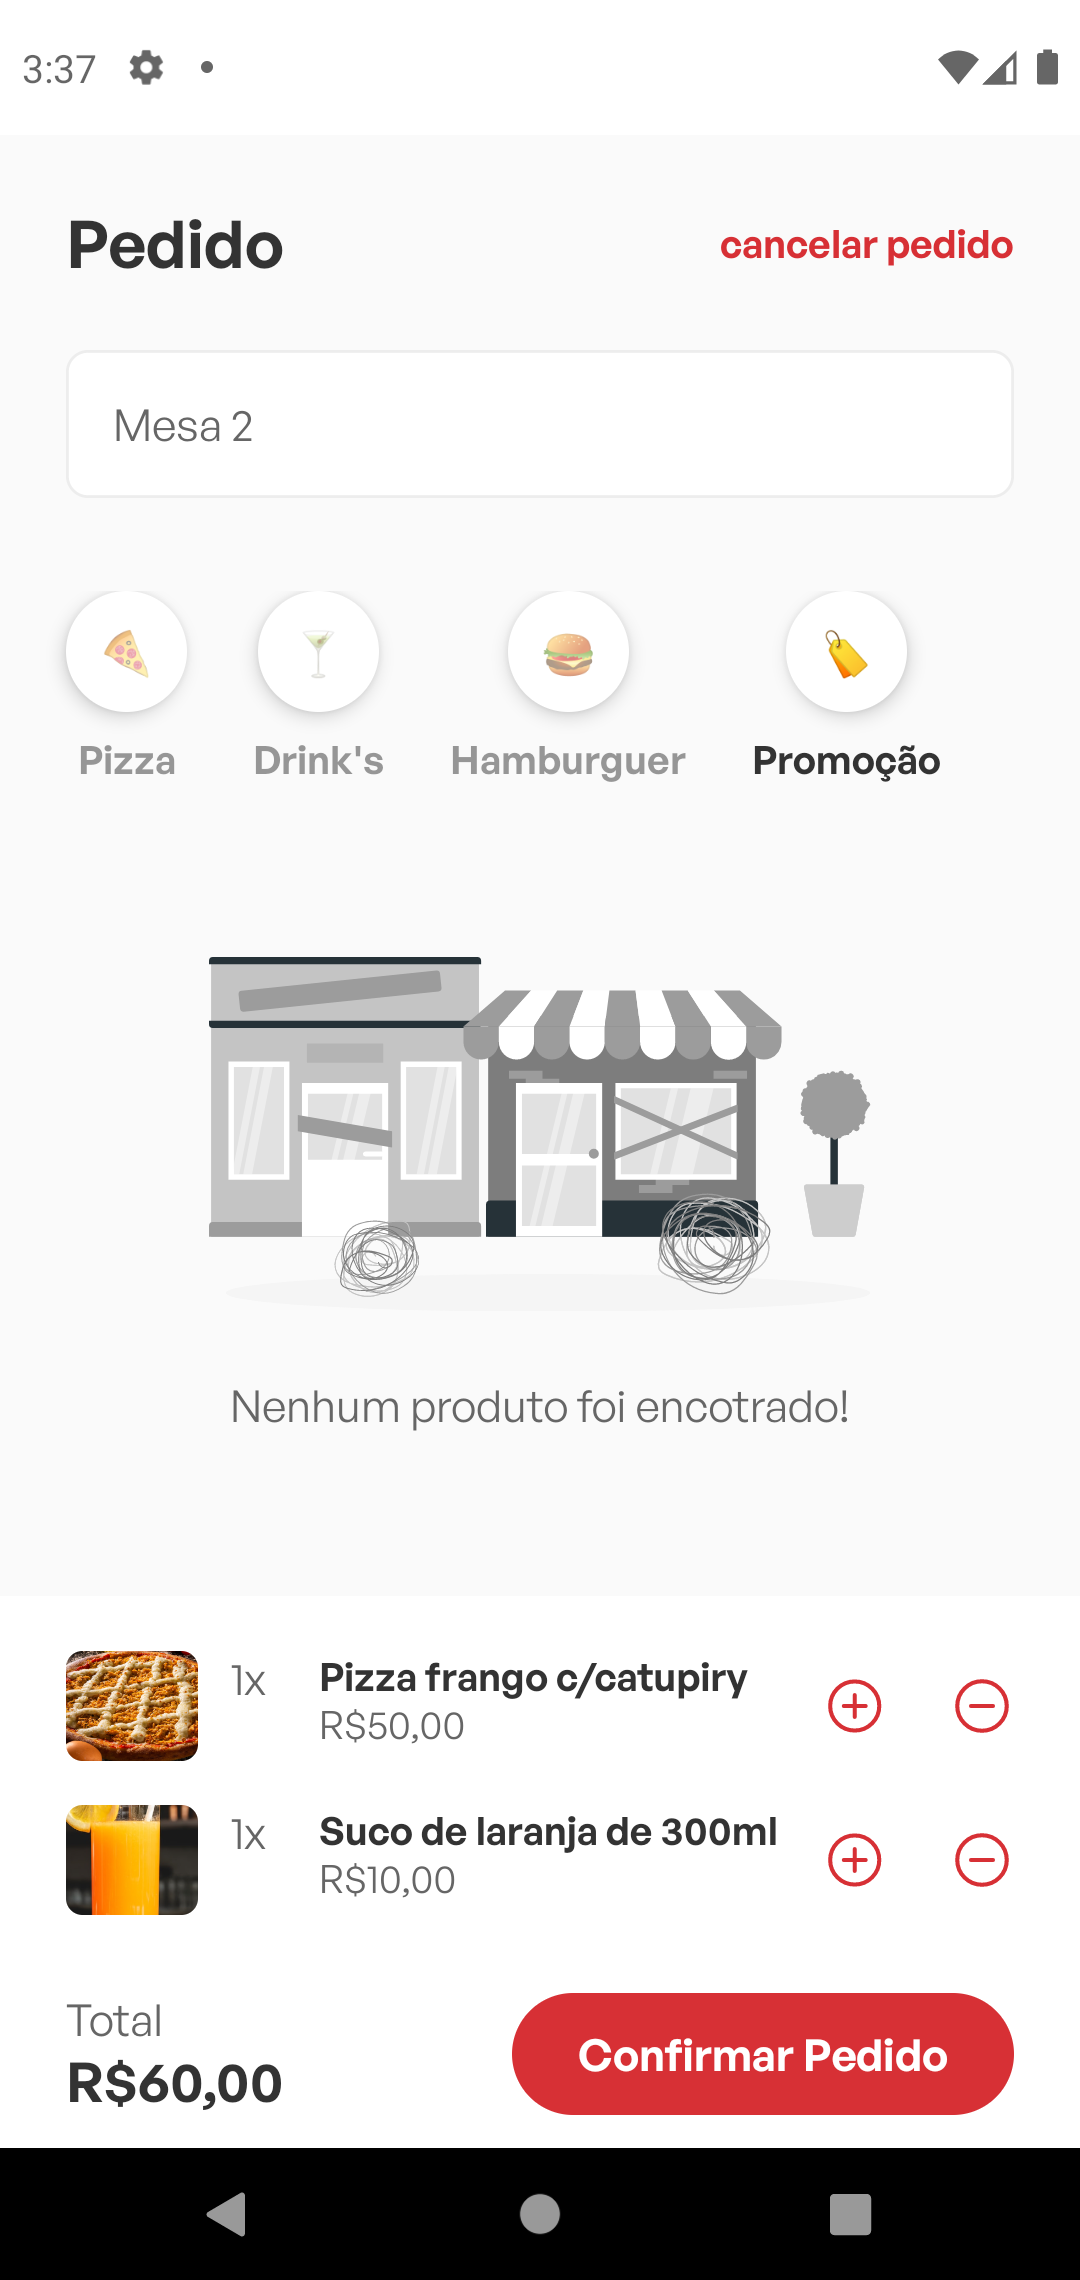 3:37
Pedido
cancelar pedido
Mesa 2
Pizza
Drink's
Hamburguer
Promoção
Nenhum produto foi encotrado!
1x
Pizza frango c/catupiry
R$50,00
1x
Suco de laranja de 300ml
R$10,00
Total
R$60,00
Confirmar Pedido